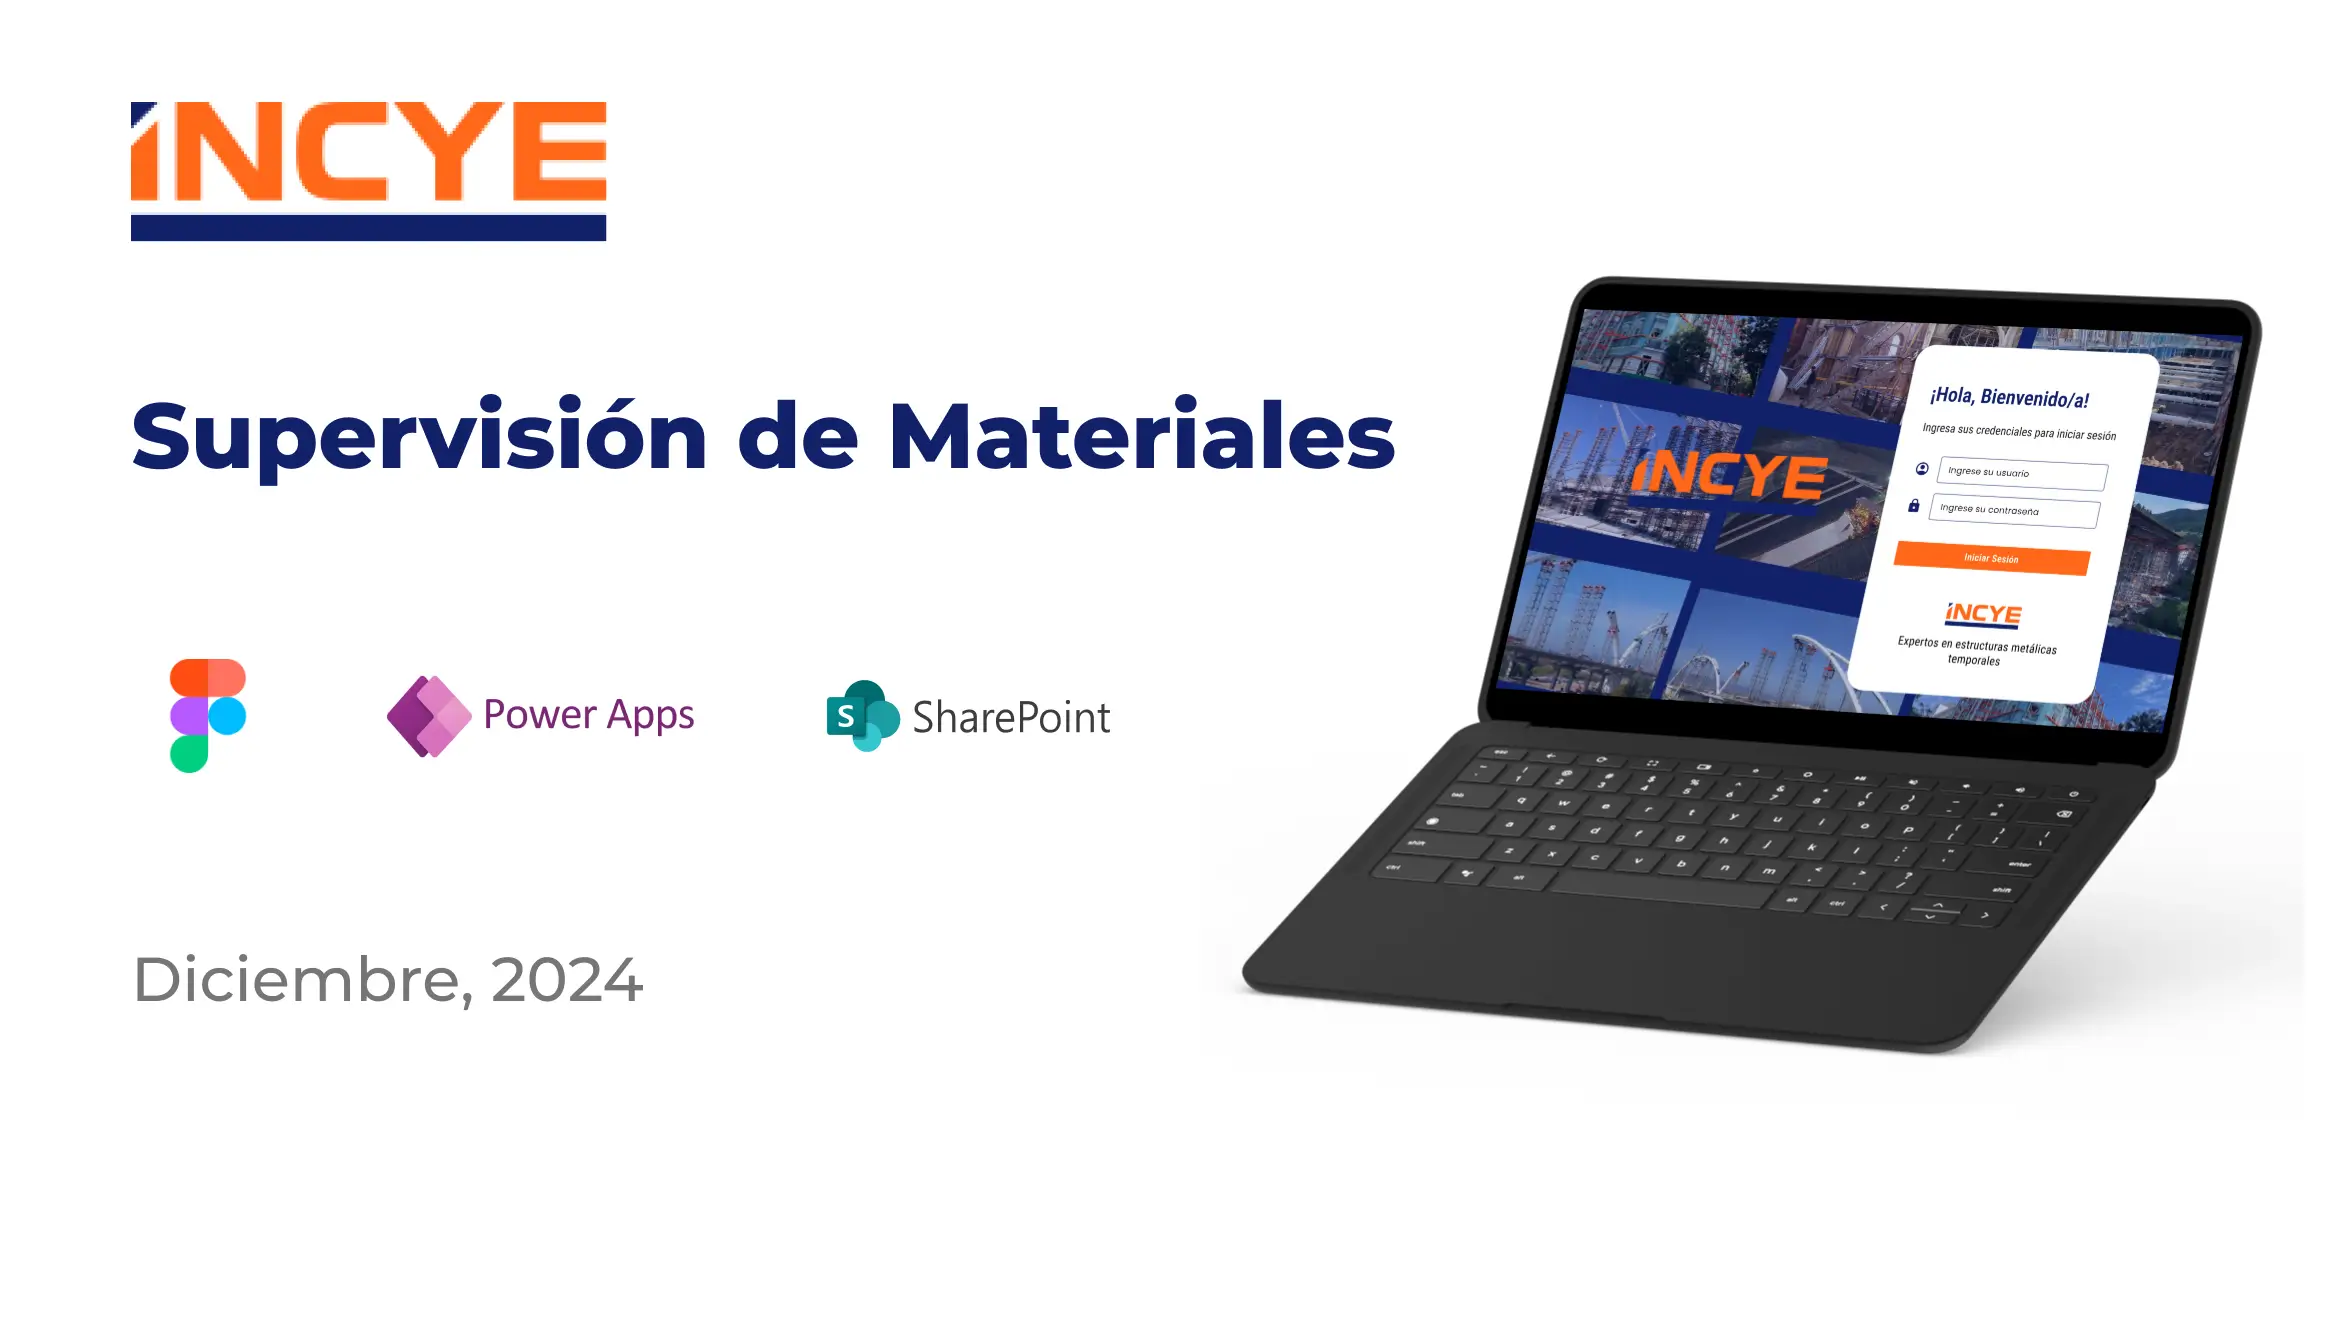 INCYE
Supervisión de Materiales
Power Apps
S SharePoint
Diciembre, 2024
INCYE
¡Hola, Bienvenido/a!
Ingresa sus credenciales para iniciar sesión
Ingrese su usuario
Ingrese su contraseña
Iniciar Sesión
INCYE
Expertos en estructuras metálicas
temporales